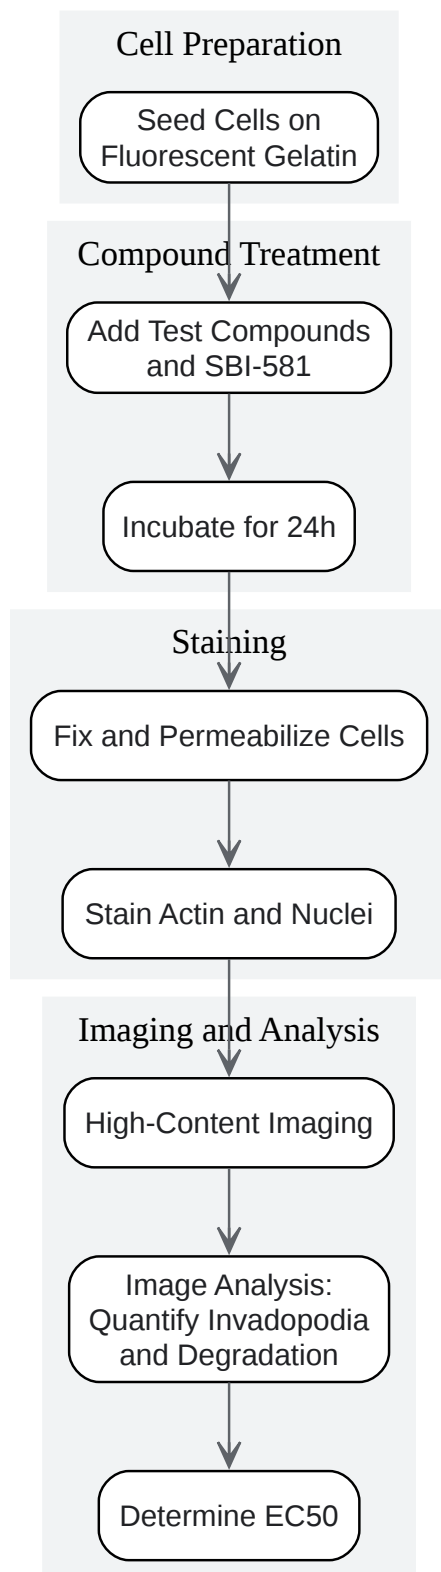 Cell Preparation
Seed Cells on
Fluorescent Gelatin
Compound Treatment
Add Test Compounds
and SBI-581
Incubate for 24h
Staining
Fix and Permeabilize Cells
Stain Actin and Nuclei
Imaging and Analysis
High-Content Imaging
Image Analysis:
Quantify Invadopodia
and Degradation
Determine EC50